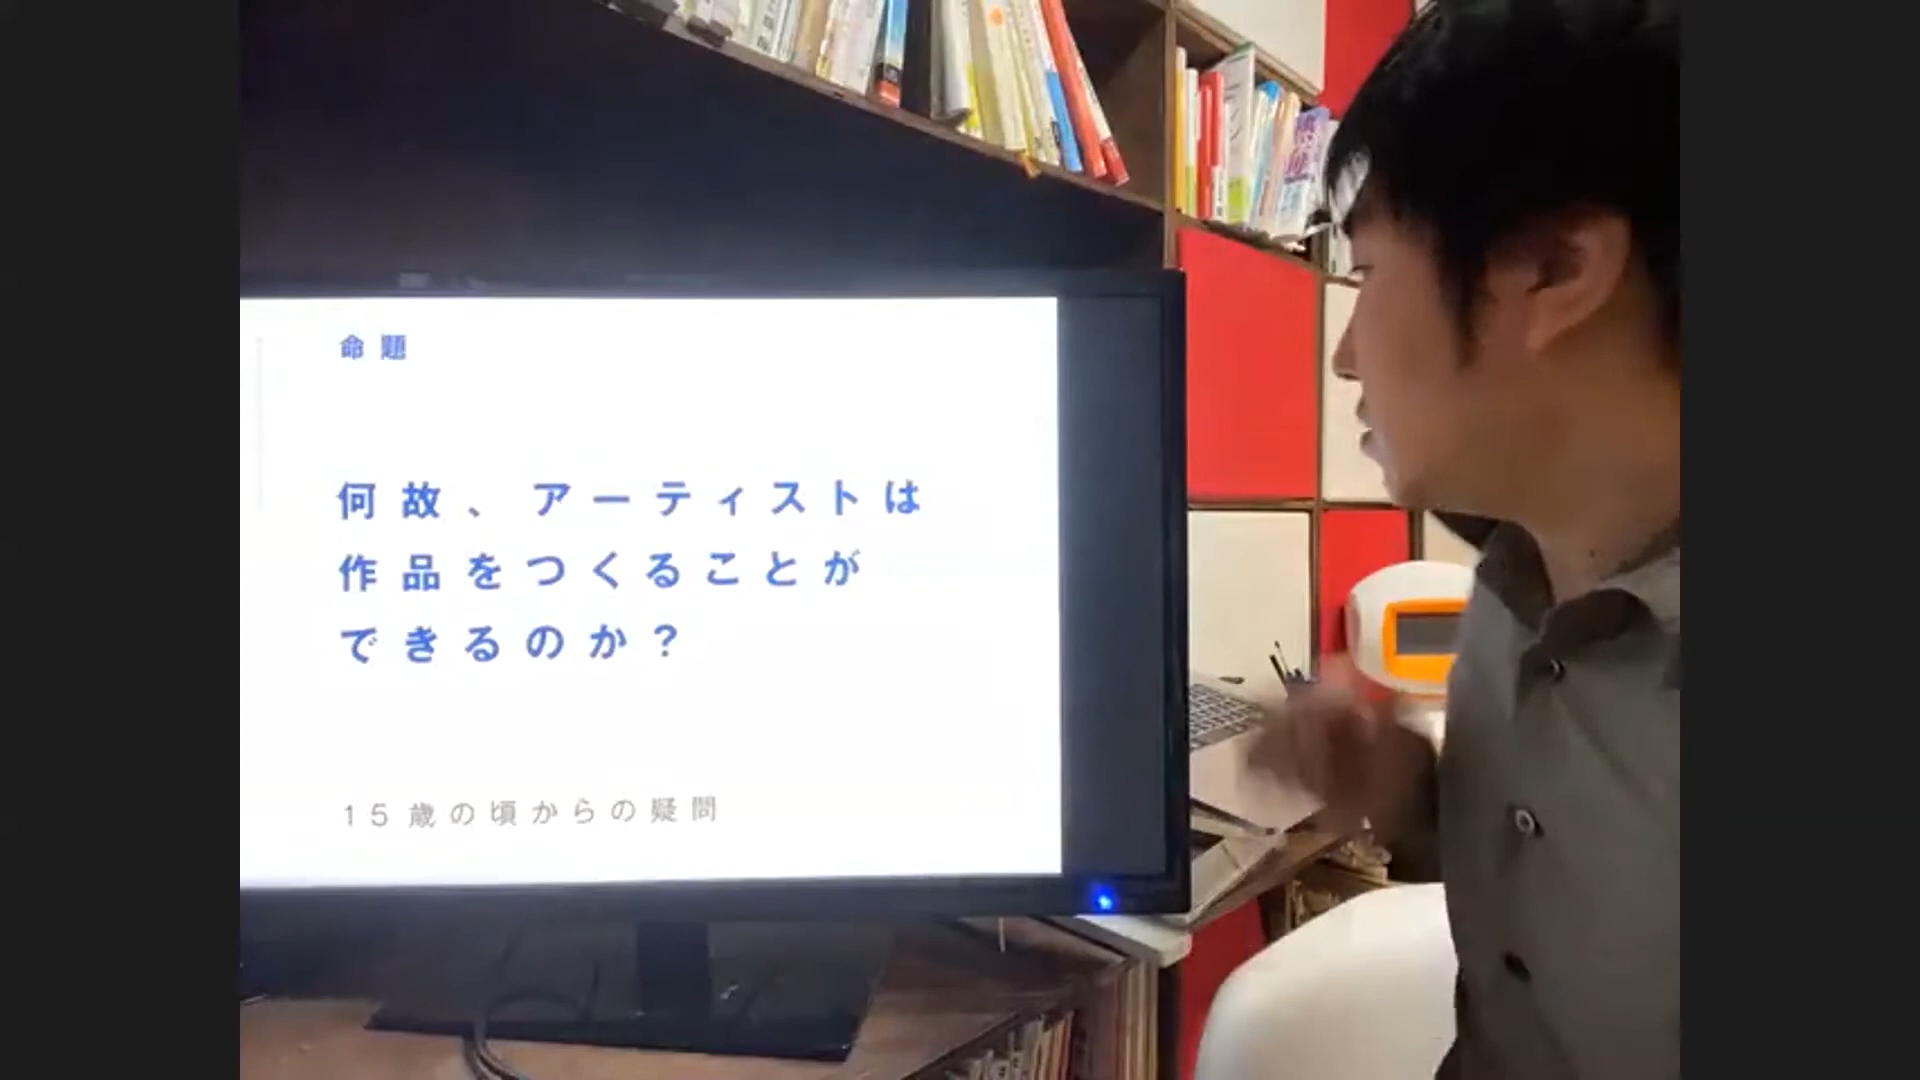 命題
何故、アーティストは
作品をつくることが
できるのか?
15歳の頃からの疑問